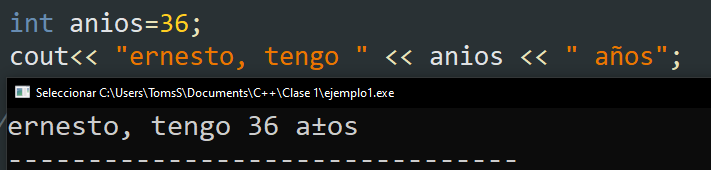 int anios=36;
cout<< "ernesto, tengo " << anios << " años";
Seleccionar C:\Users\TomsS\Documents\C++\Clase 1\ejemplo1.exe
ernesto, tengo 36 a±os
--------------------------------